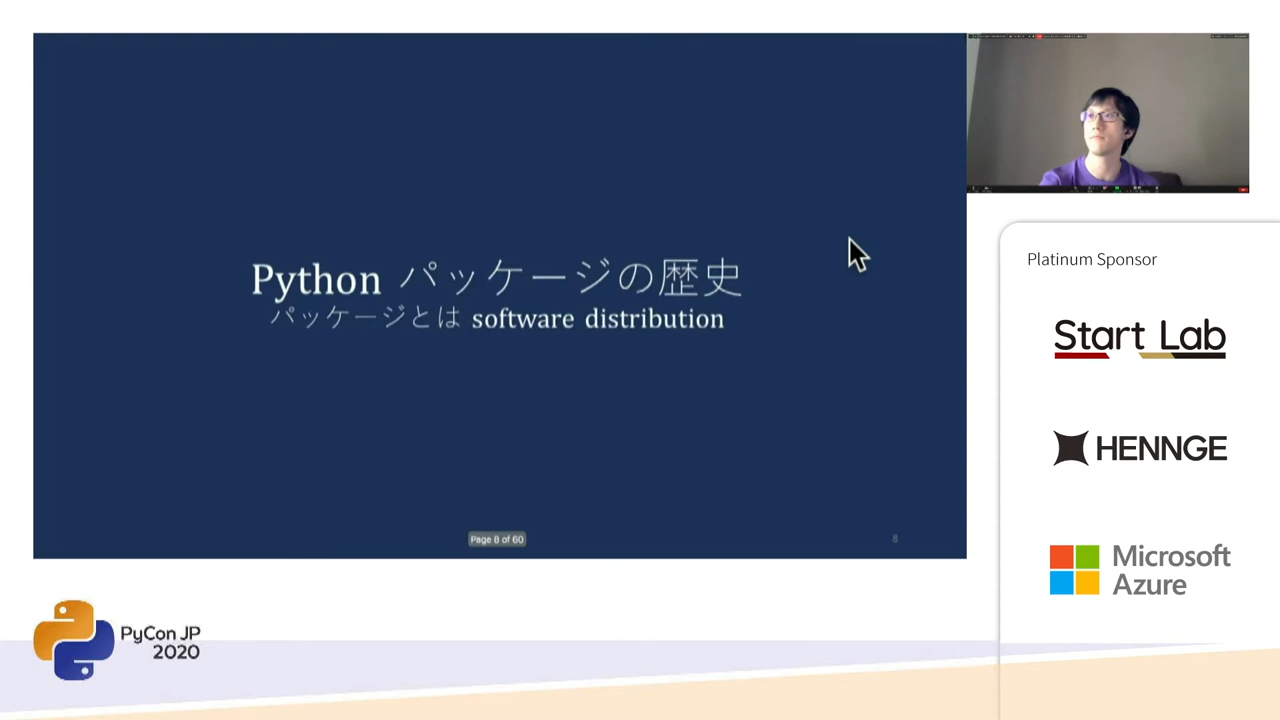 Python パッケージの歴史
パッケージとは software distribution
Page 8 of 60
8
Platinum Sponsor
Start Lab
HENNGE
Microsoft
Azure
PyCon JP
2020